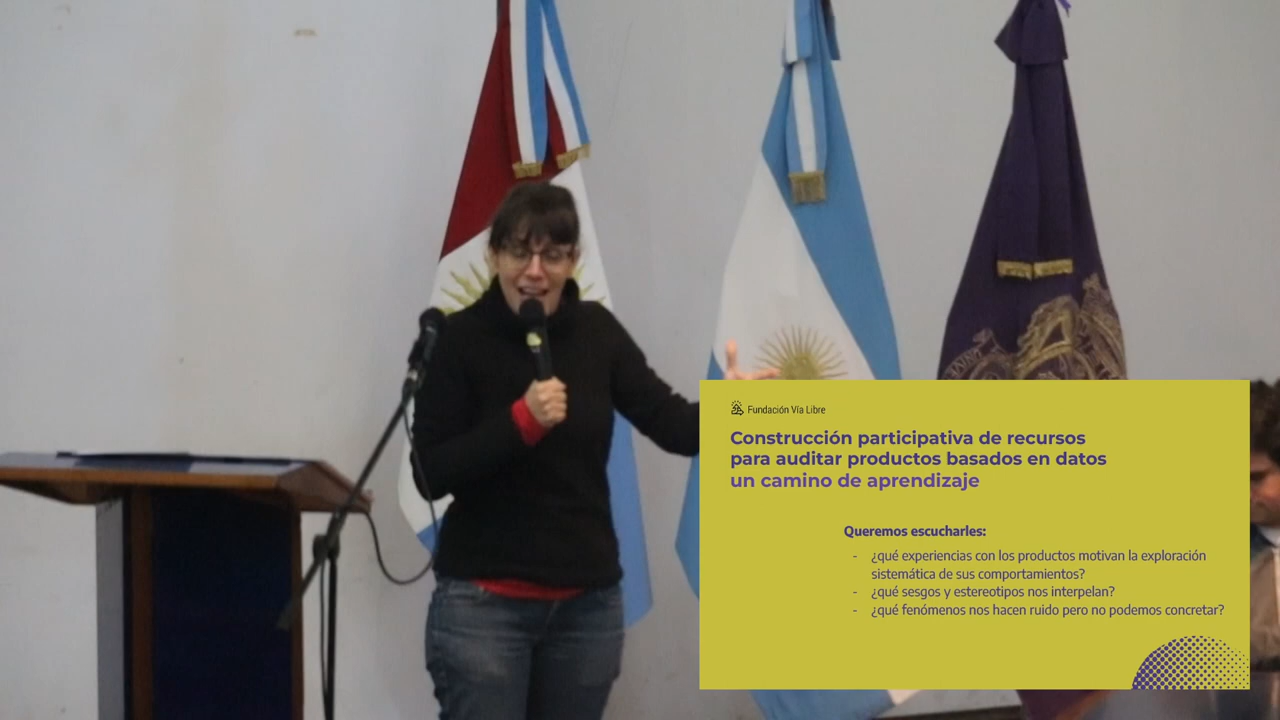 Fundación Vía Libre
Construcción participativa de recursos
para auditar productos basados en datos
un camino de aprendizaje
Queremos escucharles:
- ¿qué experiencias con los productos motivan la exploración
sistemática de sus comportamientos?
- ¿qué sesgos y estereotipos nos interpelan?
- ¿qué fenómenos nos hacen ruido pero no podemos concretar?